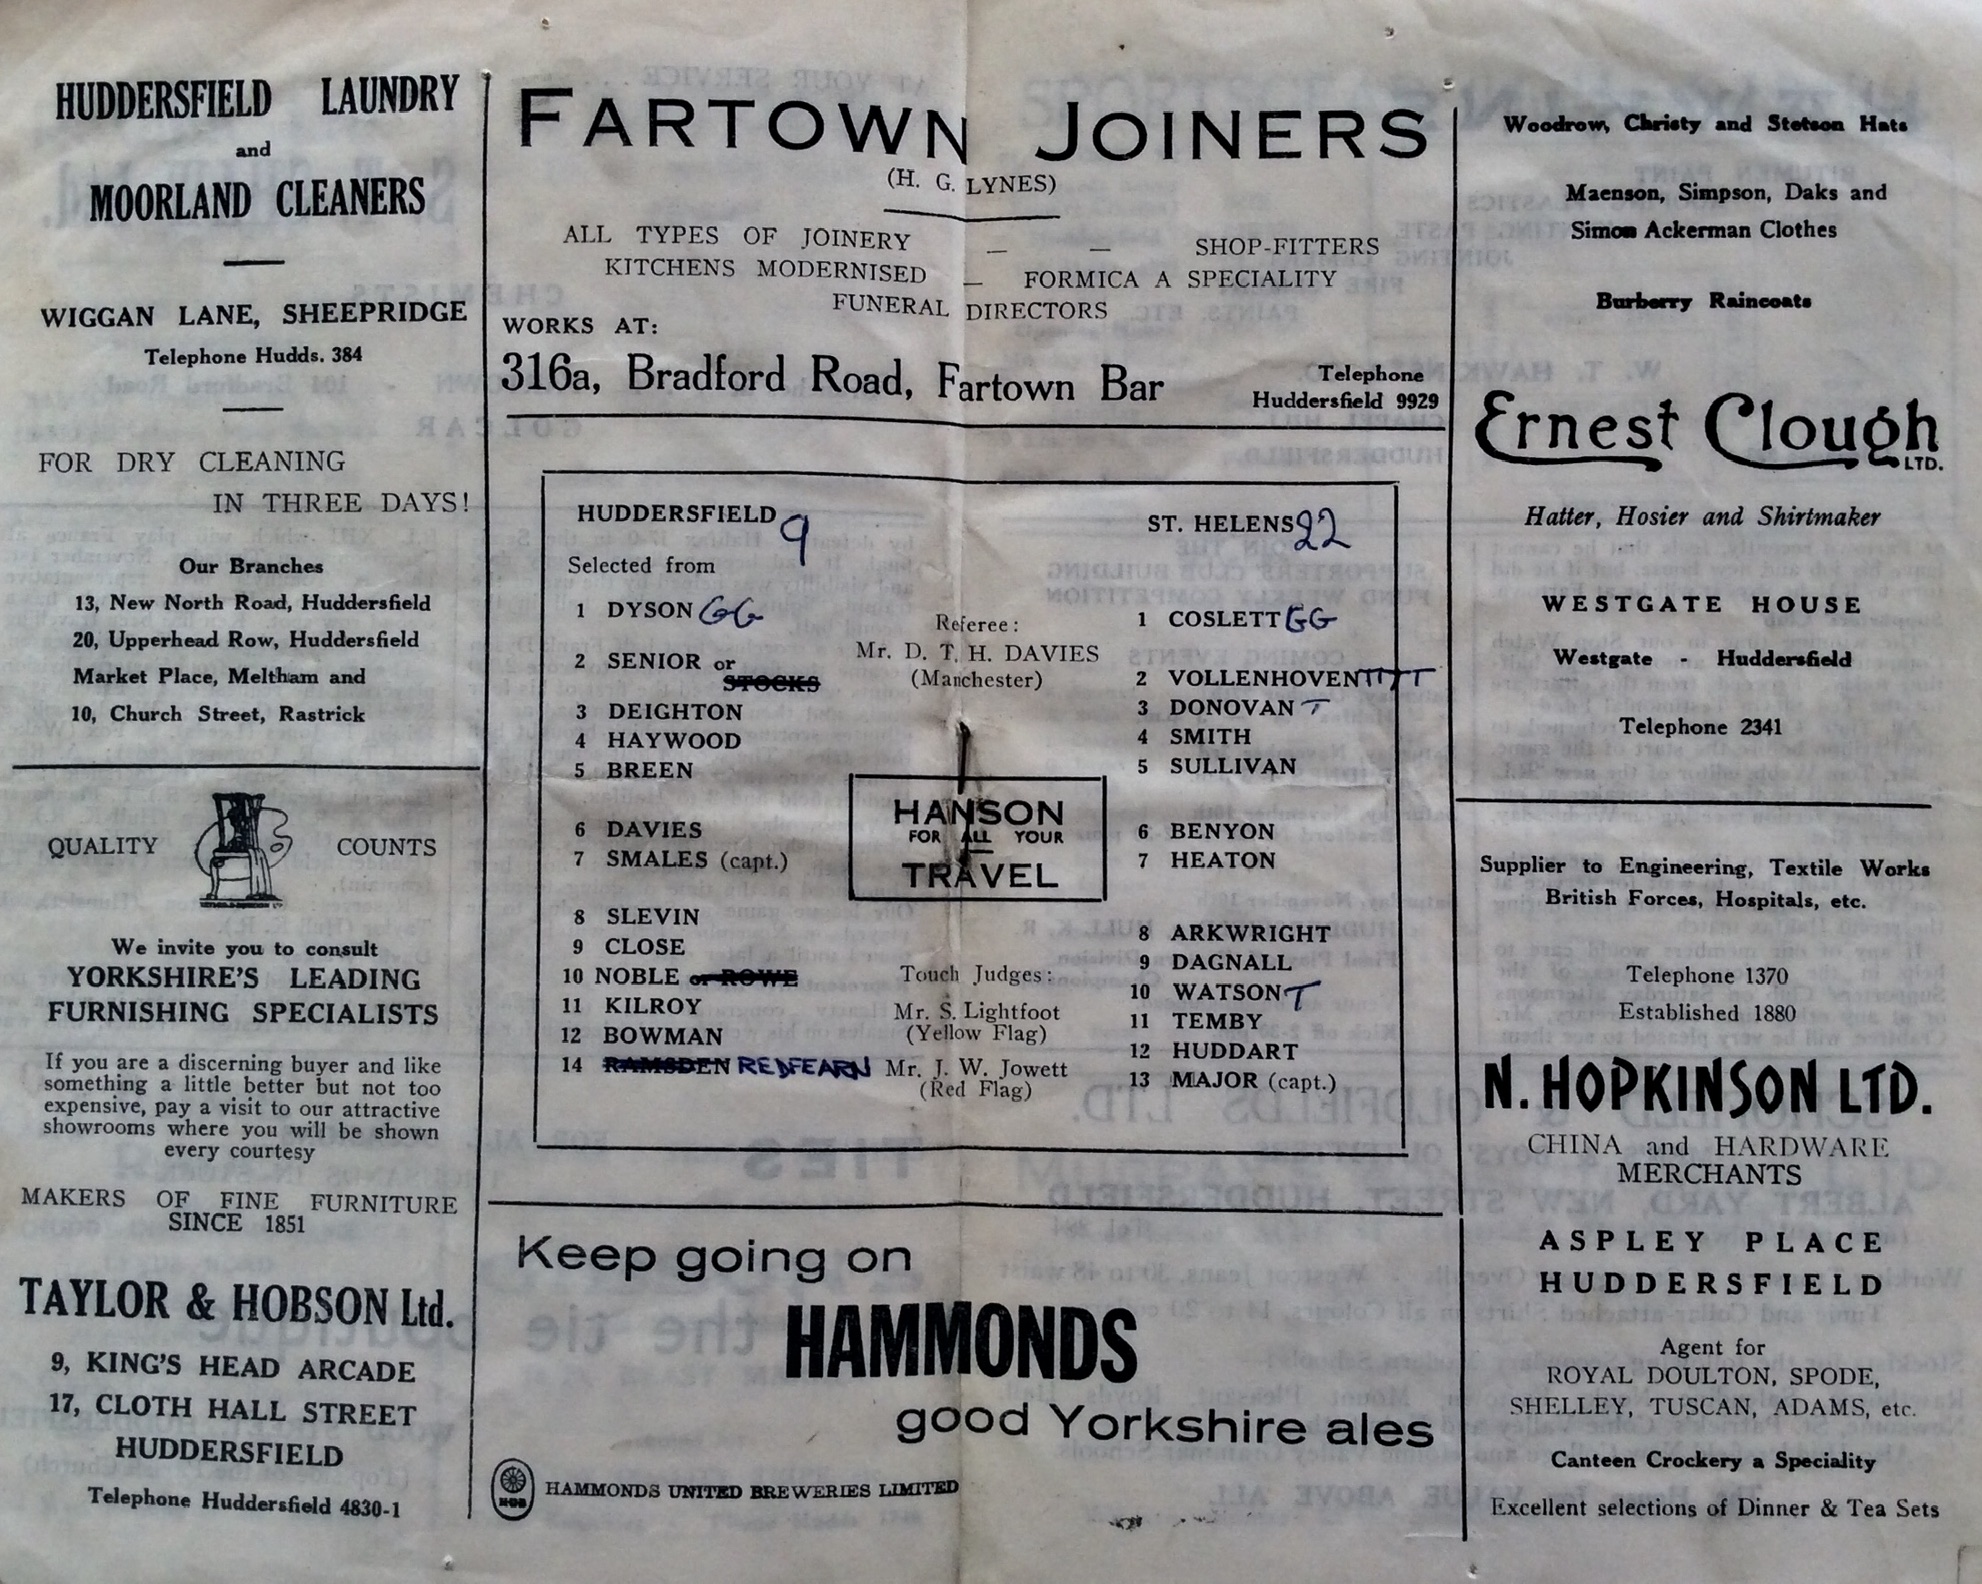 HUDDERSFIELD LAUNDRY
and
MOORLAND CLEANERS
WIGGAN LANE, SHEEPRIDGE
Telephone Hudds. 384
FOR DRY CLEANING
IN THREE DAYS!
Our Branches
13, New North Road, Huddersfield
20, Upperhead Row, Huddersfield
Market Place, Meltham and
10, Church Street, Rastrick
QUALITY COUNTS
We invite you to consult
YORKSHIRE'S LEADING
FURNISHING SPECIALISTS
If you are a discerning buyer and like
something a little better but not too
expensive, pay a visit to our attractive
showrooms where you will be shown
every courtesy
MAKERS OF FINE FURNITURE
SINCE 1851
TAYLOR & HOBSON Ltd.
9, KING'S HEAD ARCADE
17, CLOTH HALL STREET
HUDDERSFIELD
Telephone Huddersfield 4830-1
FARTOWN JOINERS
(H. G. LYNES)
ALL TYPES OF JOINERY — — SHOP-FITTERS
KITCHENS MODERNISED — FORMICA A SPECIALITY
FUNERAL DIRECTORS
WORKS AT:
316a, Bradford Road, Fartown Bar
Telephone
Huddersfield 9929
HUDDERSFIELD 9
Selected from
1 DYSON GG
2 SENIOR or
STOCKS
3 DEIGHTON
4 HAYWOOD
5 BREEN
6 DAVIES
7 SMALES (capt.)
8 SLEVIN
9 CLOSE
10 NOBLE or ROWE
11 KILROY
12 BOWMAN
14 RAMSDEN REDFEARN
Referee:
Mr. D. T. H. DAVIES
(Manchester)
HANSON
FOR ALL YOUR
TRAVEL
Touch Judges:
Mr. S. Lightfoot
(Yellow Flag)
Mr. J. W. Jowett
(Red Flag)
ST. HELENS 22
1 COSLETT GG
2 VOLLENHOVEN TTTT
3 DONOVAN T
4 SMITH
5 SULLIVAN
6 BENYON
7 HEATON
8 ARKWRIGHT
9 DAGNALL
10 WATSON T
11 TEMBY
12 HUDDART
13 MAJOR (capt.)
Keep going on
HAMMONDS
good Yorkshire ales
HUB
HAMMONDS UNITED BREWERIES LIMITED
Woodrow, Christy and Stetson Hats
Maenson, Simpson, Daks and
Simon Ackerman Clothes
Burberry Raincoats
Ernest Clough
LTD.
Hatter, Hosier and Shirtmaker
WESTGATE HOUSE
Westgate - Huddersfield
Telephone 2341
Supplier to Engineering, Textile Works
British Forces, Hospitals, etc.
Telephone 1370
Established 1880
N. HOPKINSON LTD.
CHINA and HARDWARE
MERCHANTS
ASPLEY PLACE
HUDDERSFIELD
Agent for
ROYAL DOULTON, SPODE,
SHELLEY, TUSCAN, ADAMS, etc.
Canteen Crockery a Speciality
Excellent selections of Dinner & Tea Sets